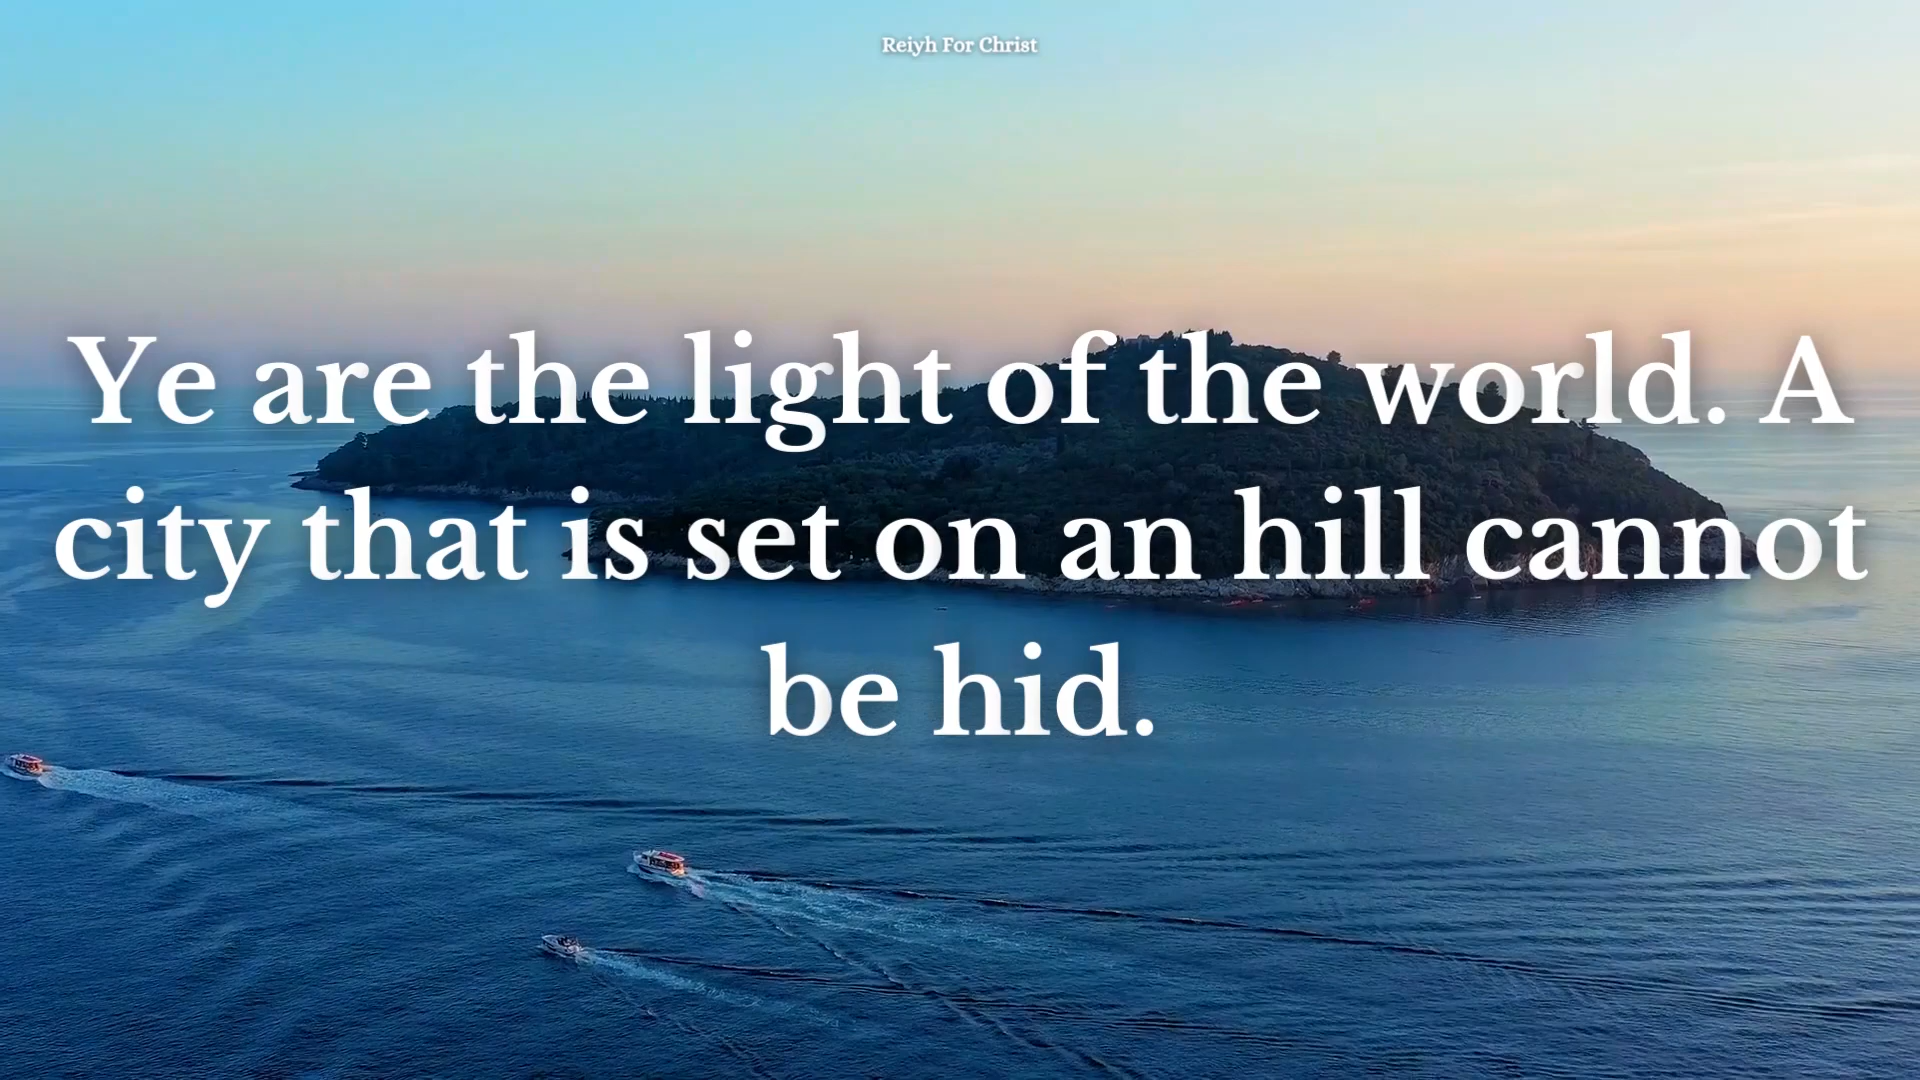 Reiyh For Christ
Ye are the light of the world. A
city that is set on an hill cannot
be hid.